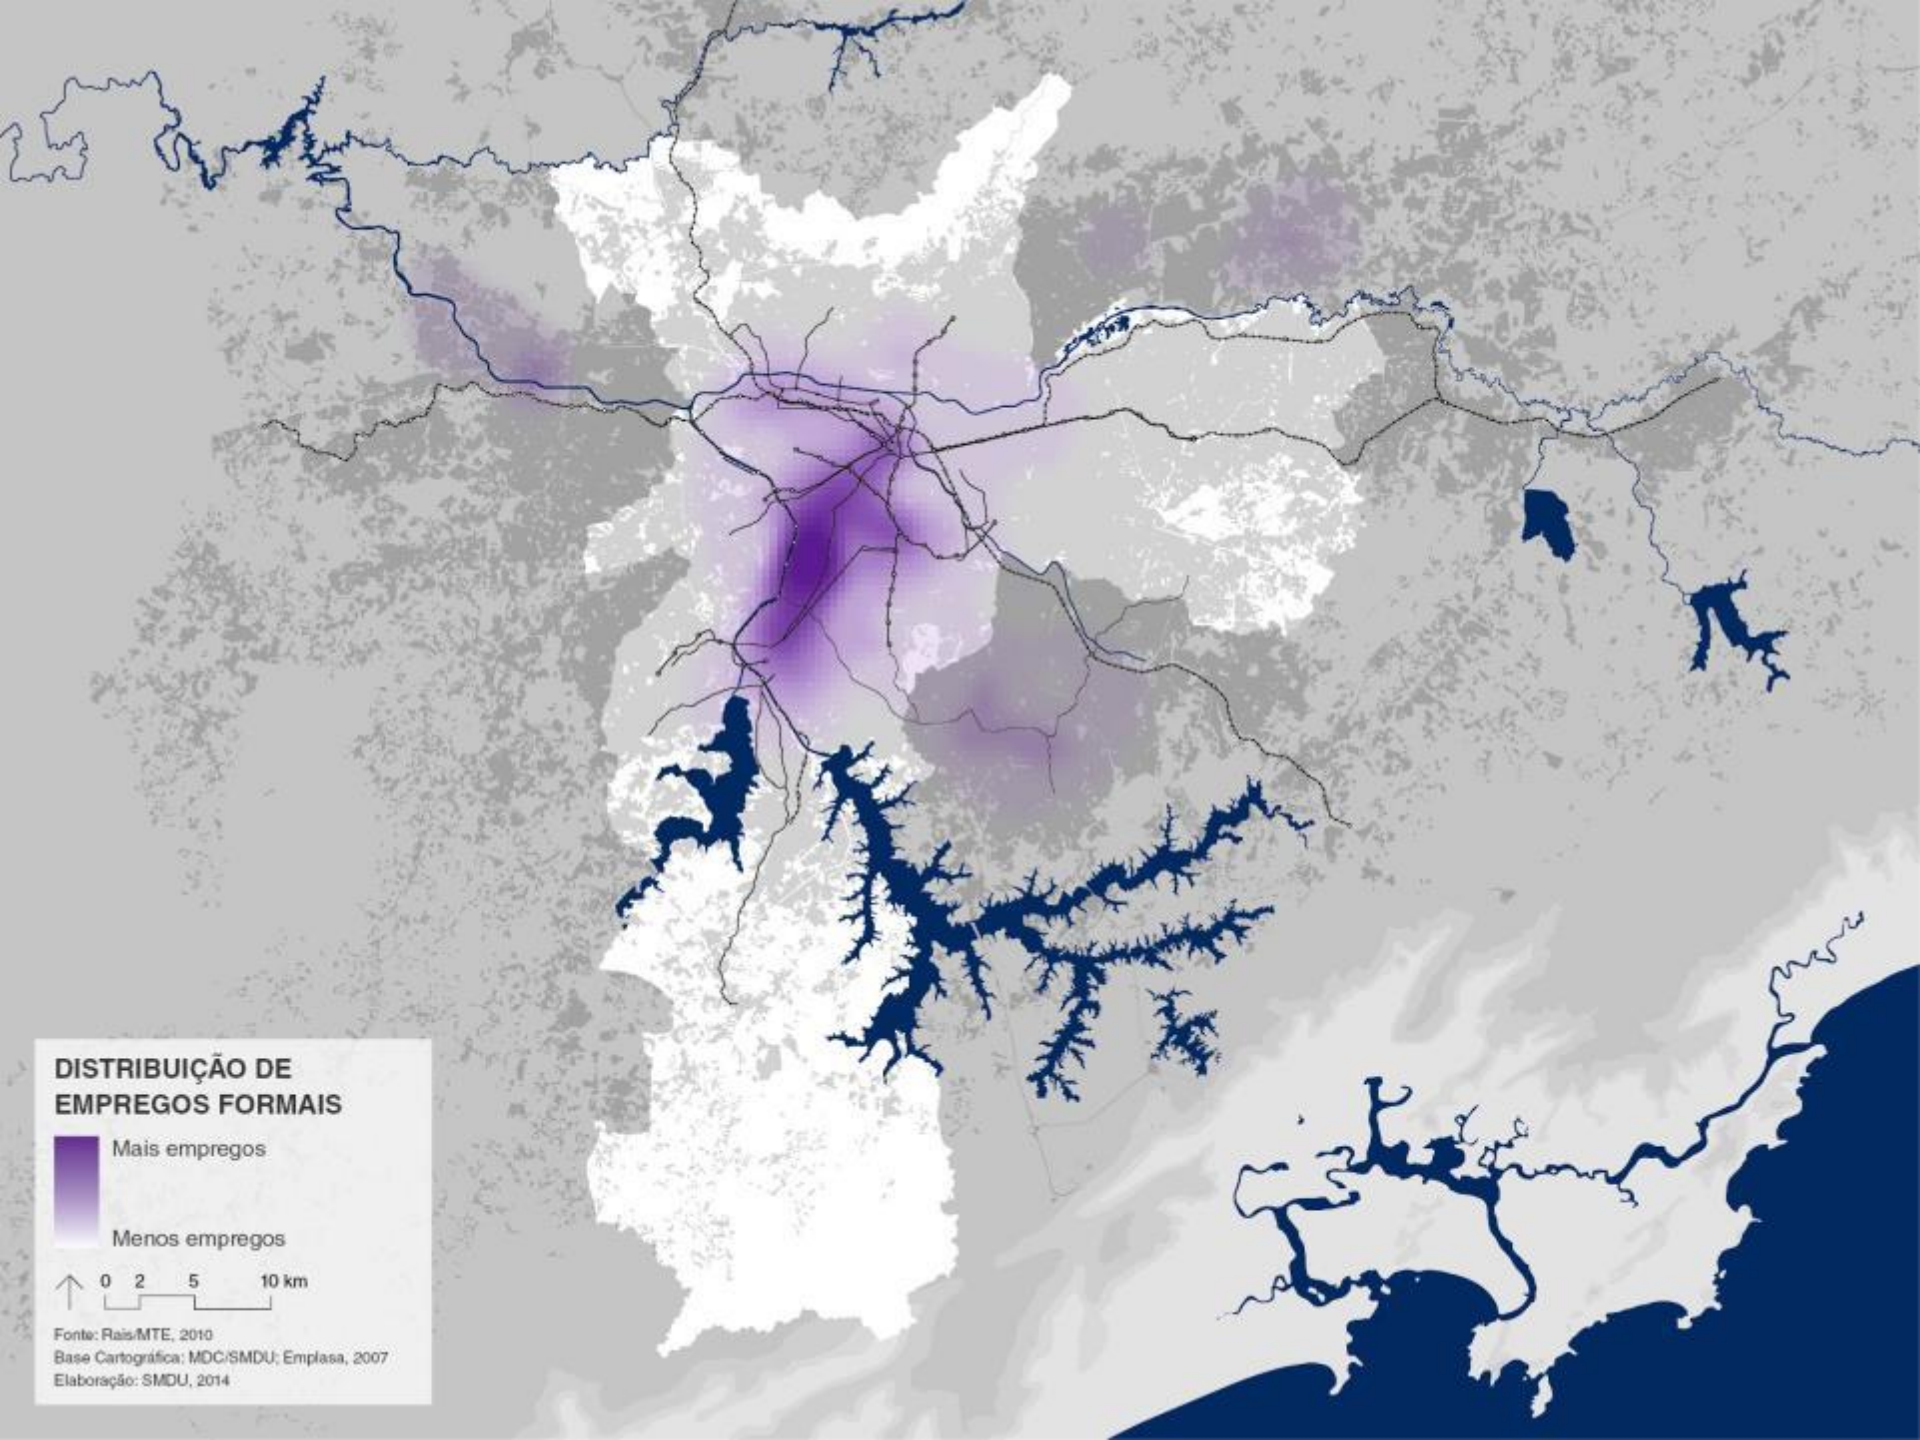 DISTRIBUIÇÃO DE
EMPREGOS FORMAIS
Mais empregos
Menos empregos
0 2 5 10 km
Fonte: Rais/MTE, 2010
Base Cartográfica: MDC/SMDU; Emplasa, 2007
Elaboração: SMDU, 2014